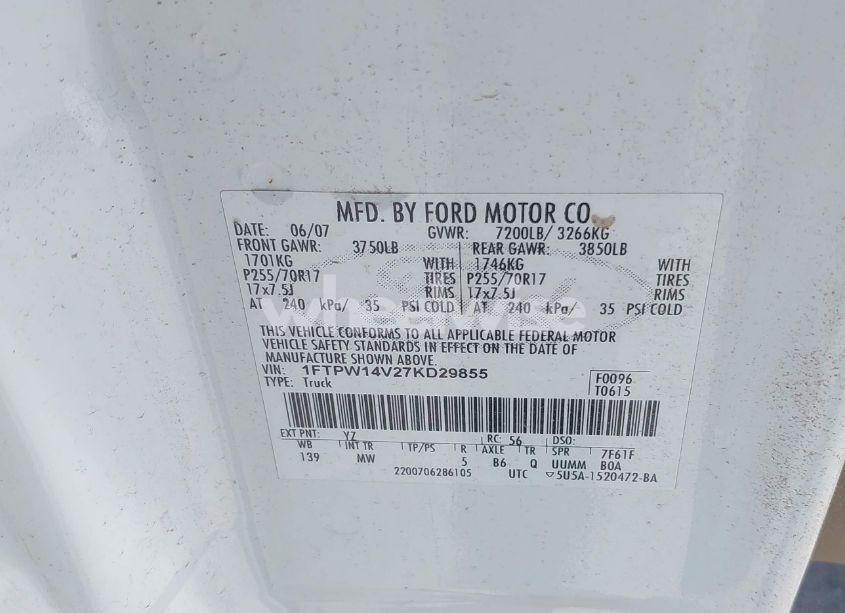 MFD. BY FORD MOTOR CO
DATE: 06/07 GVWR: 7200LB/ 3266KG
FRONT GAWR: 3750LB REAR GAWR: 3850LB
1701KG WITH 1746KG WITH
P255/70R17 TIRES P255/70R17 TIRES
17x7.5J RIMS 17x7.5J RIMS
AT 240 kPa/ 35 PSI COLD AT 240 kPa/ 35 PSI COLD
wheelwise
THIS VEHICLE CONFORMS TO ALL APPLICABLE FEDERAL MOTOR
VEHICLE SAFETY STANDARDS IN EFFECT ON THE DATE OF
MANUFACTURE SHOWN ABOVE.
VIN: 1FTPW14V27KD29855
TYPE: Truck
F0096
T0615
EXT PNT: YZ RC: 56 DSO:
WB INT TR TP/PS R AXLE TR SPR 7F61F
139 MW 5 B6 Q UUMM BOA
2200706286105 UTC 5U5A-1520472-BA